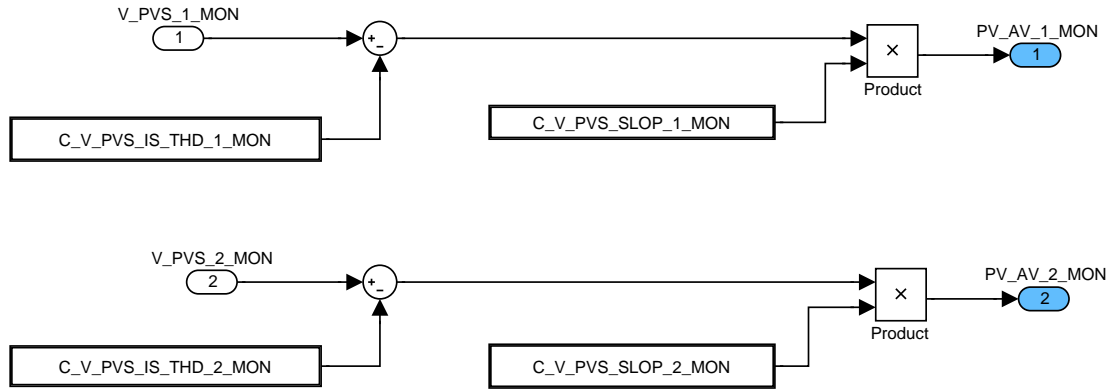 V_PVS_1_MON
1
+
-
C_V_PVS_IS_THD_1_MON
C_V_PVS_SLOP_1_MON
×
Product
PV_AV_1_MON
1
V_PVS_2_MON
2
+
-
C_V_PVS_IS_THD_2_MON
C_V_PVS_SLOP_2_MON
×
Product
PV_AV_2_MON
2